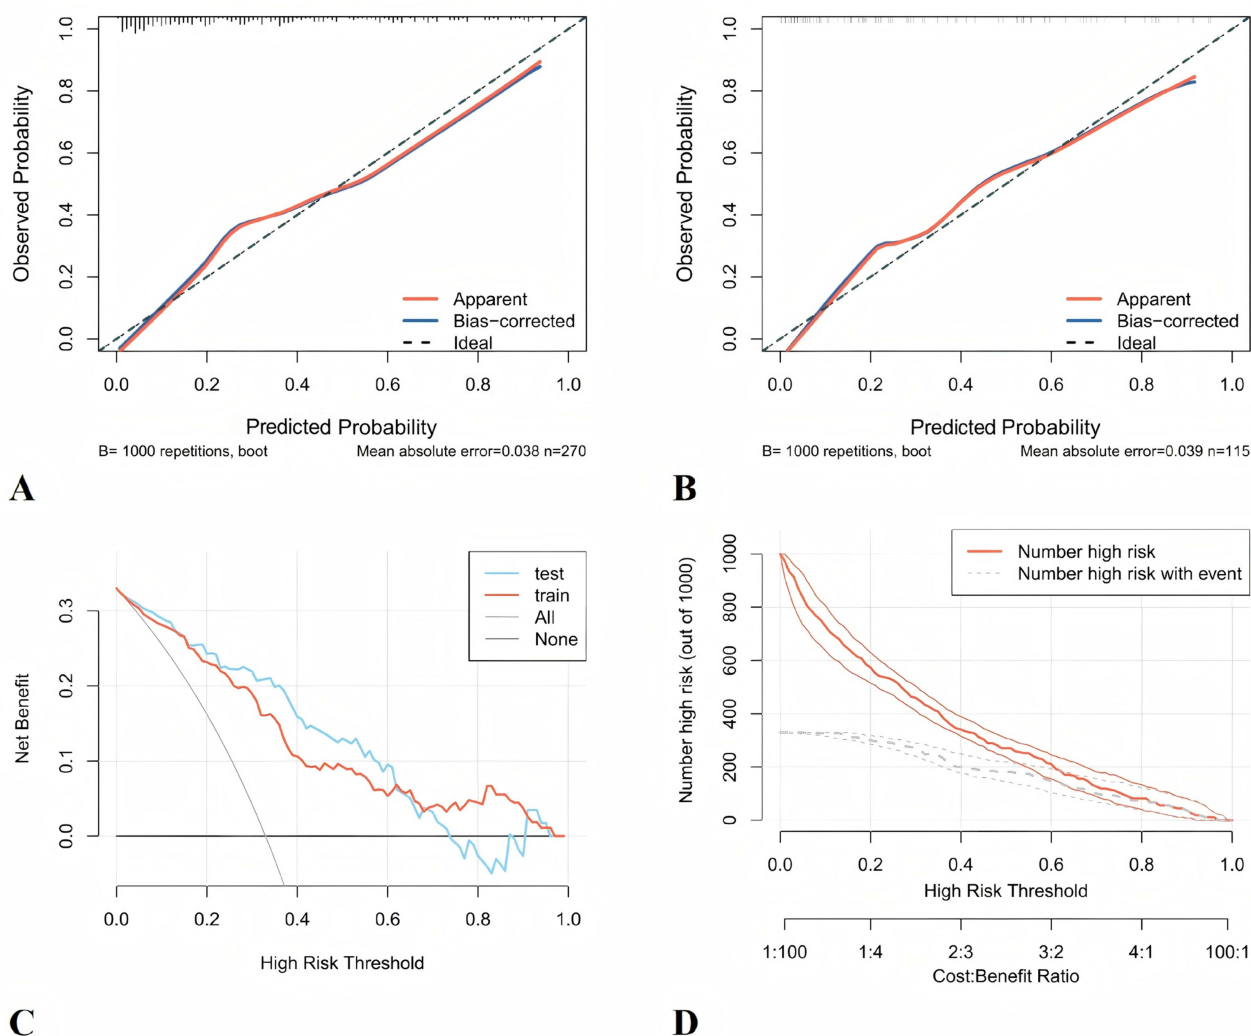 1.0
0.8
0.6
0.4
0.2
0.0
Observed Probability
Apparent
Bias-corrected
Ideal
0.0 0.2 0.4 0.6 0.8 1.0
Predicted Probability
B= 1000 repetitions, boot Mean absolute error=0.038 n=270
A
1.0
0.8
0.6
0.4
0.2
0.0
Observed Probability
Apparent
Bias-corrected
Ideal
0.0 0.2 0.4 0.6 0.8 1.0
Predicted Probability
B= 1000 repetitions, boot Mean absolute error=0.039 n=115
B
0.3
0.2
0.1
0.0
Net Benefit
test
train
All
None
0.0 0.2 0.4 0.6 0.8 1.0
High Risk Threshold
C
1000
800
600
400
200
0
Number high risk (out of 1000)
Number high risk
Number high risk with event
0.0 0.2 0.4 0.6 0.8 1.0
High Risk Threshold
1:100 1:4 2:3 3:2 4:1 100:1
Cost:Benefit Ratio
D